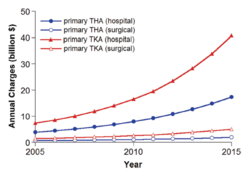 50
40
30
20
10
0
Annual Charges (billion $)
primary THA (hospital)
primary THA (surgical)
primary TKA (hospital)
primary TKA (surgical)
2005
2010
2015
Year